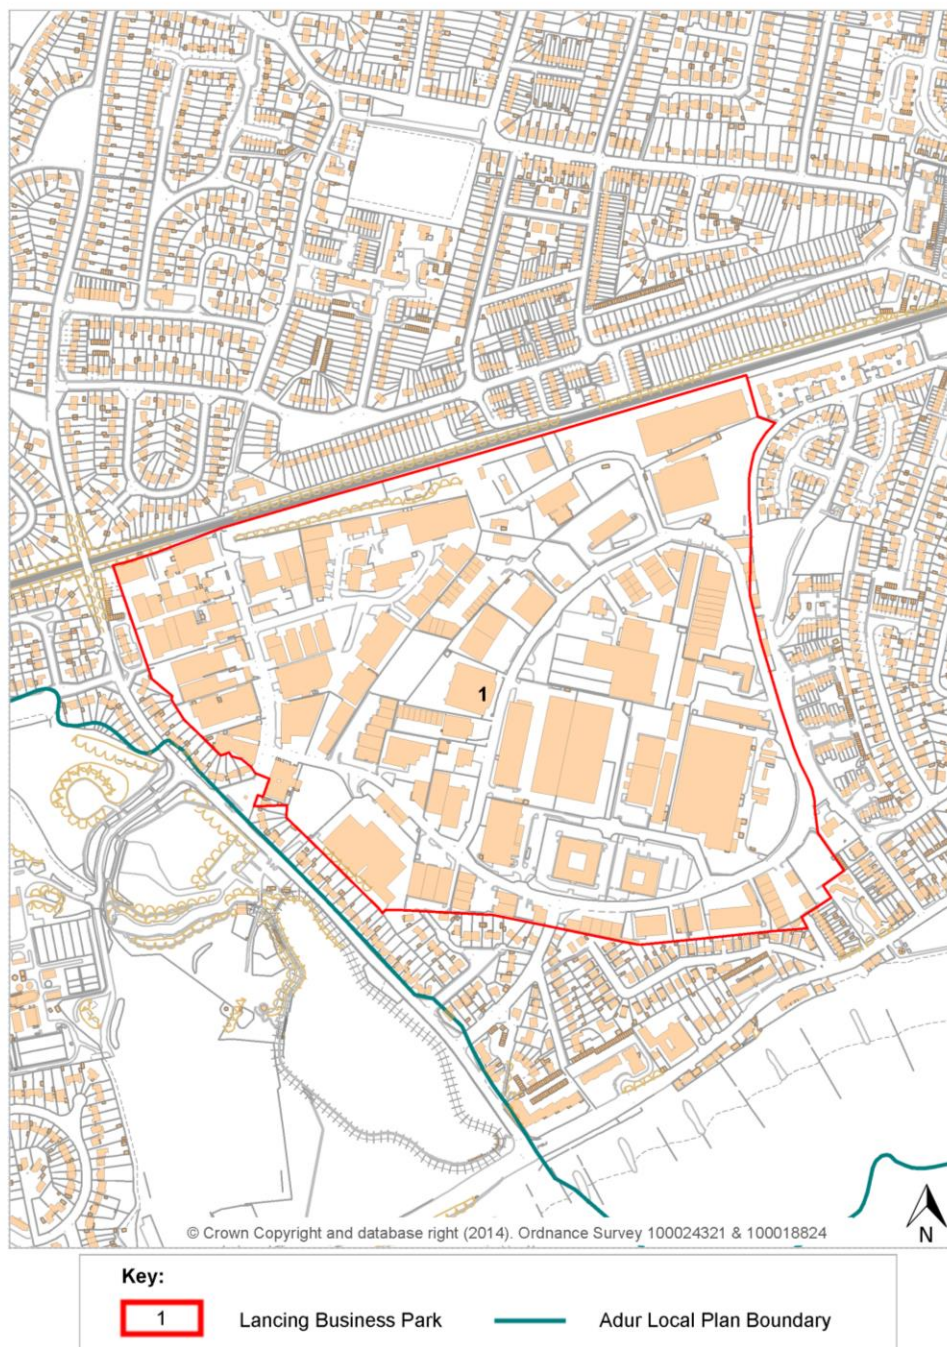 1
© Crown Copyright and database right (2014). Ordnance Survey 100024321 & 100018824
N
Key:
1 Lancing Business Park Adur Local Plan Boundary